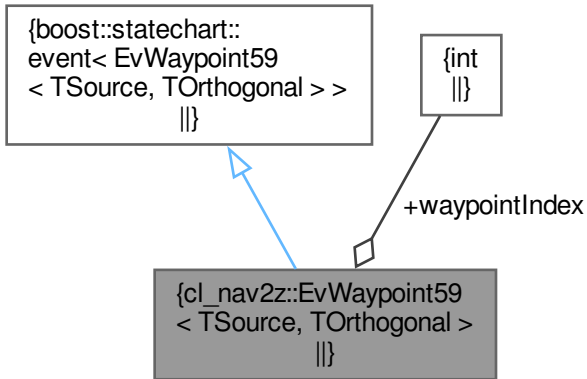 {boost::statechart::
event< EvWaypoint59
< TSource, TOrthogonal > >
||}
{int
||}
+waypointIndex
{cl_nav2z::EvWaypoint59
< TSource, TOrthogonal >
||}